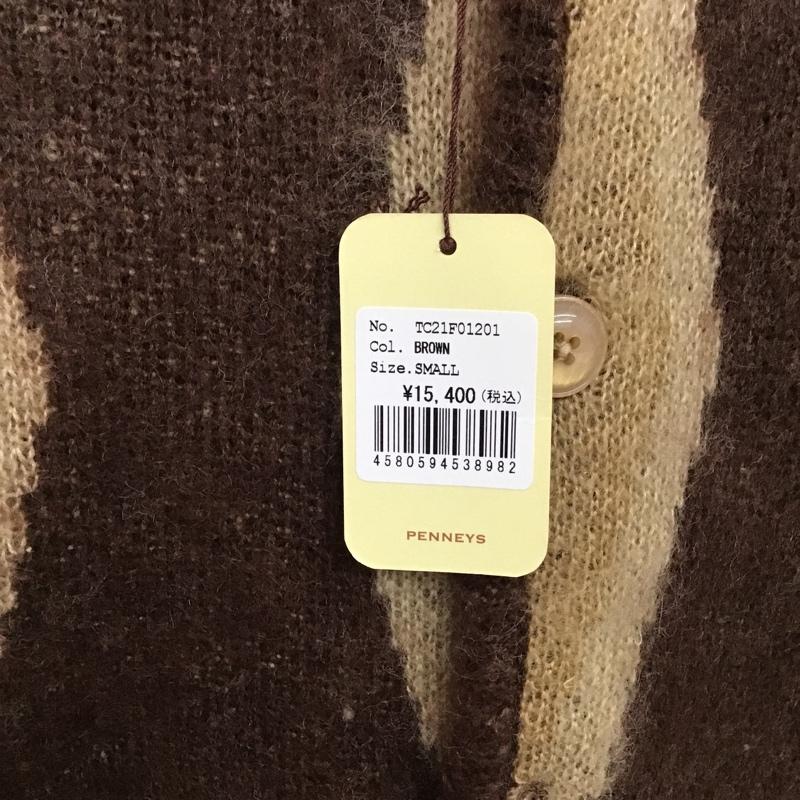 No. TC21F01201
Col. BROWN
Size.SMALL
¥15,400(税込)
4580594538982
PENNEYS